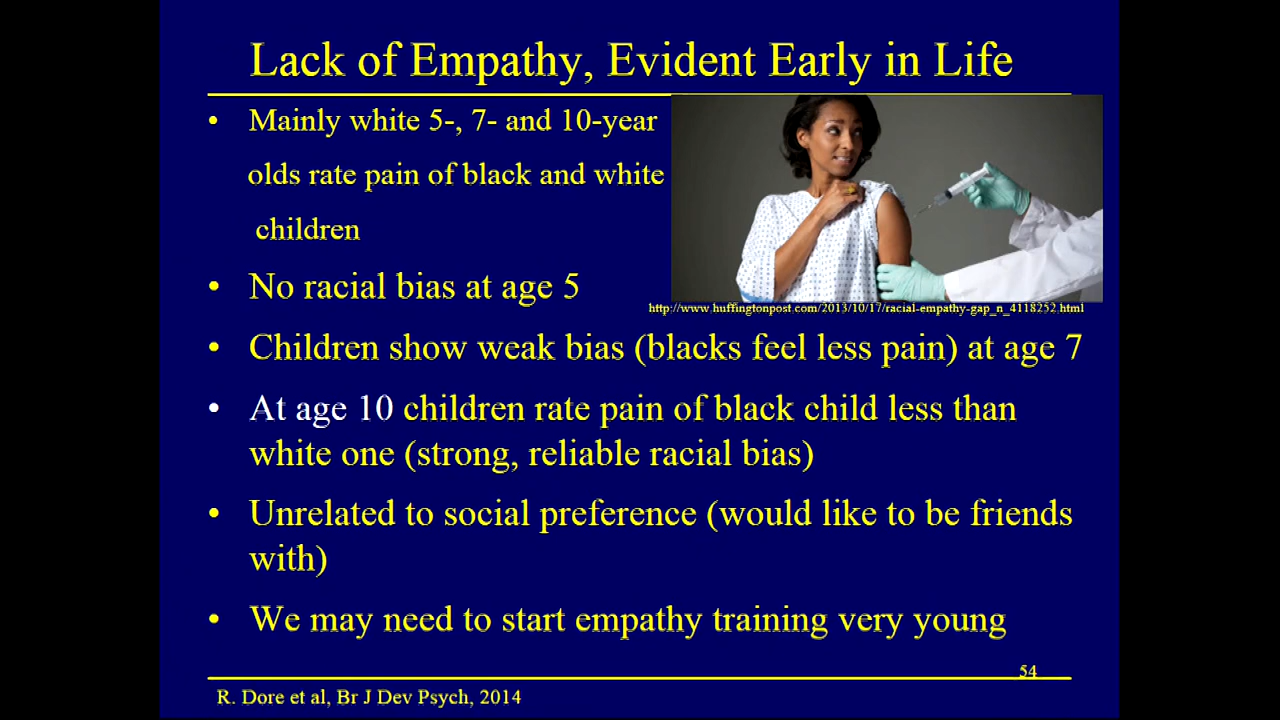 Lack of Empathy, Evident Early in Life
• Mainly white 5-, 7- and 10-year
olds rate pain of black and white
children
• No racial bias at age 5
http://www.huffingtonpost.com/2013/10/17/racial-empathy-gap_n_4118252.html
• Children show weak bias (blacks feel less pain) at age 7
• At age 10 children rate pain of black child less than
white one (strong, reliable racial bias)
• Unrelated to social preference (would like to be friends
with)
• We may need to start empathy training very young
54
R. Dore et al, Br J Dev Psych, 2014